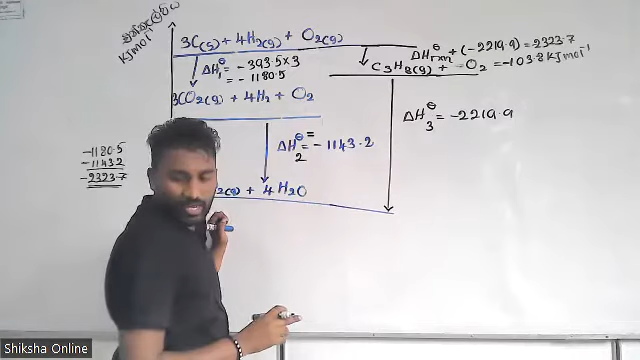 KJmol⁻¹
3C(s) + 4H₂(g) + O₂(g)
ΔH₁^θ = -393.5×3
= -1180.5
3CO₂(g) + 4H₂ + O₂
ΔH₂^θ = -1143.2
₂(g) + 4H₂O
ΔH^θrxn + (-2219.9) = -2323.7
C₃H₈(g) + O₂ = -103.8 KJmol⁻¹
ΔH₃^θ = -2219.9
-1180.5
-1143.2
-2323.7
Shiksha Online